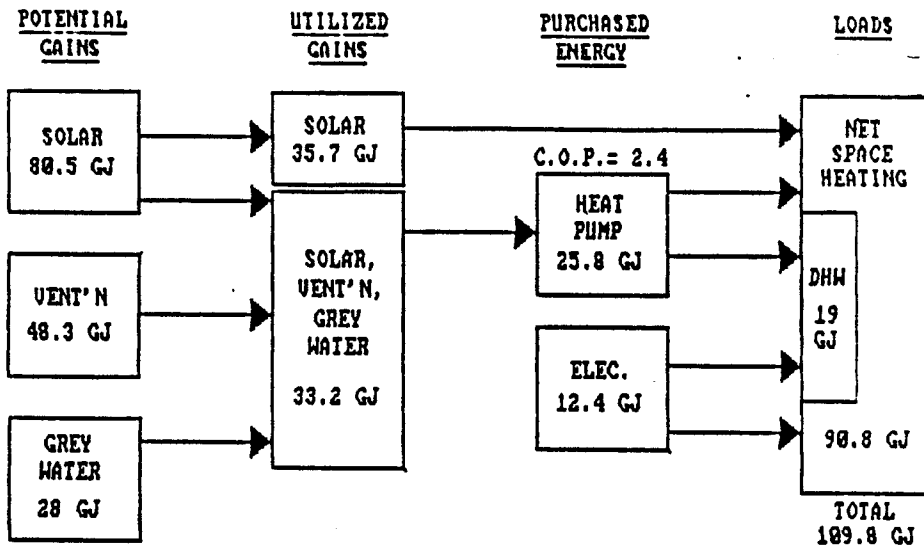 POTENTIAL
GAINS
UTILIZED
GAINS
PURCHASED
ENERGY
LOADS
SOLAR
80.5 GJ
VENT'N
48.3 GJ
GREY
WATER
28 GJ
SOLAR
35.7 GJ
SOLAR,
VENT'N,
GREY
WATER
33.2 GJ
C.O.P.= 2.4
HEAT
PUMP
25.8 GJ
ELEC.
12.4 GJ
NET
SPACE
HEATING
DHW
19
GJ
90.8 GJ
TOTAL
109.8 GJ